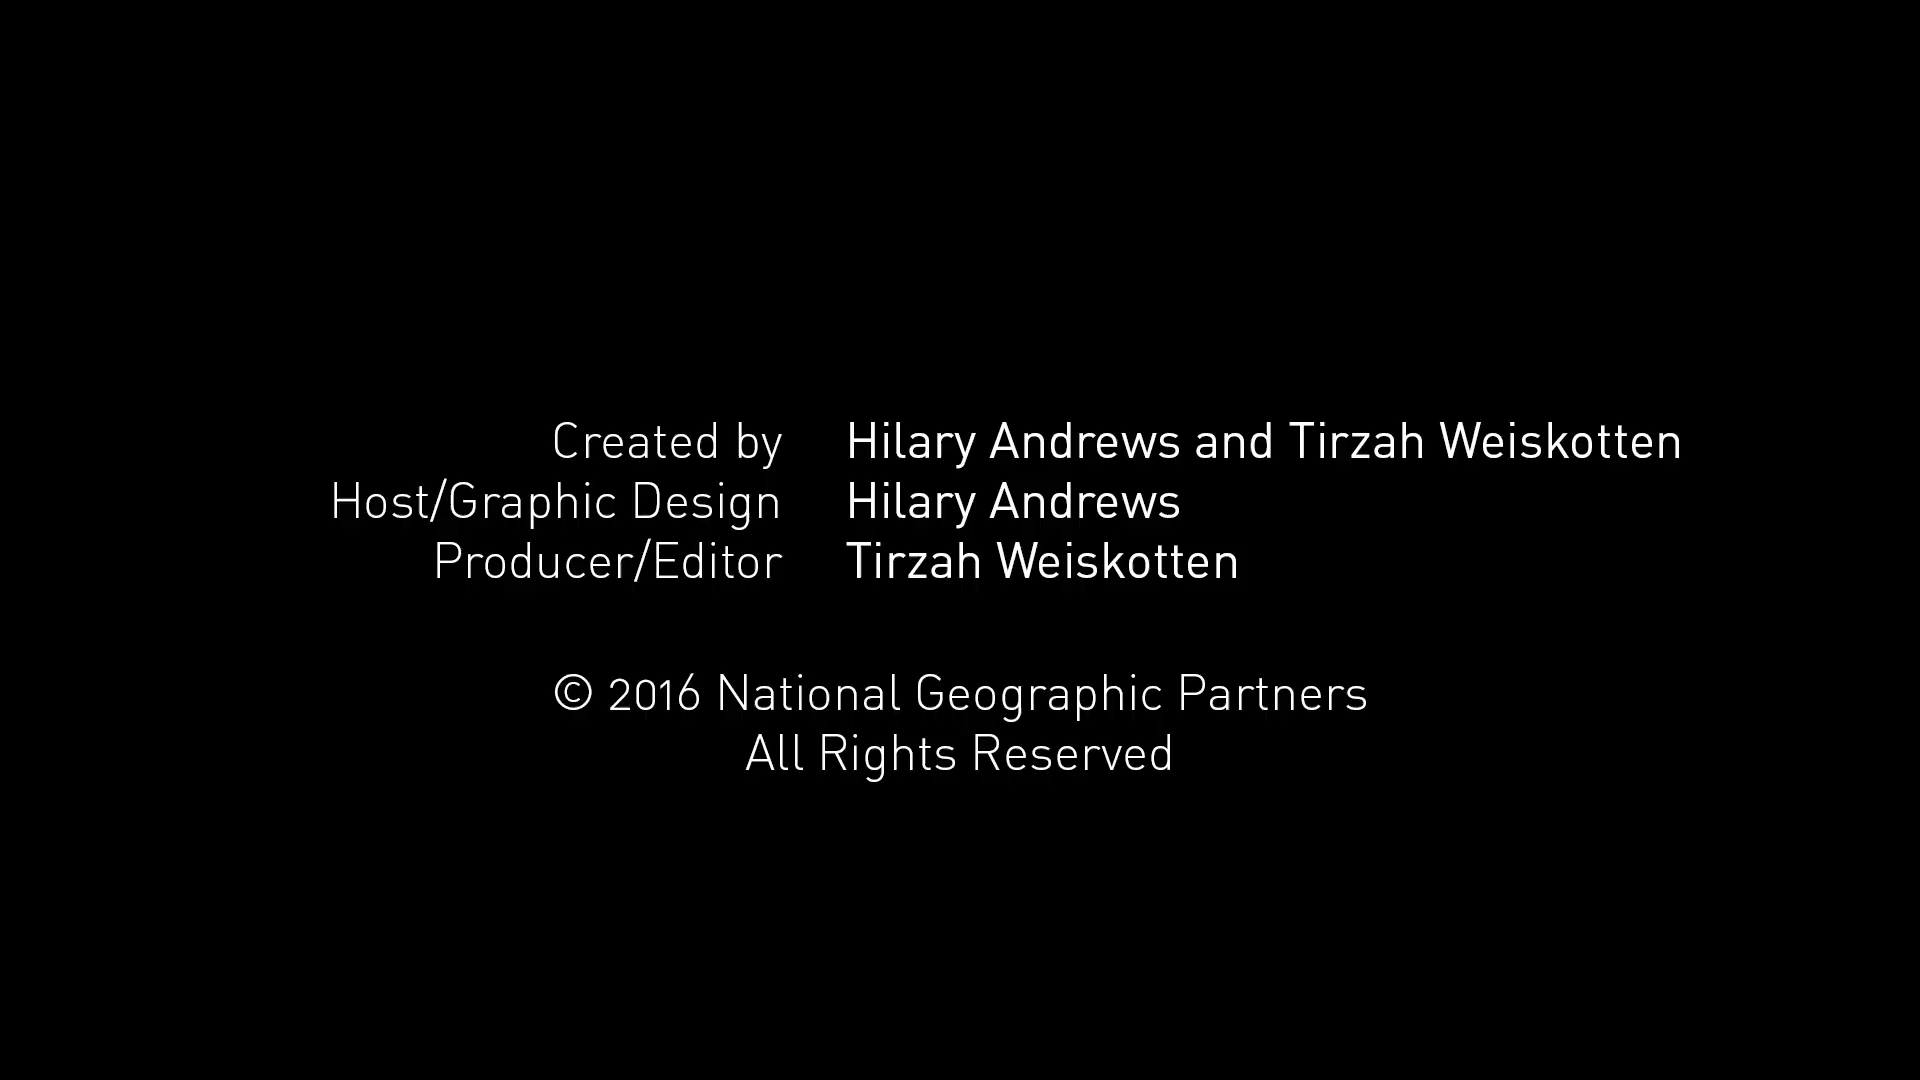 Created by Hilary Andrews and Tirzah Weiskotten
Host/Graphic Design Hilary Andrews
Producer/Editor Tirzah Weiskotten
© 2016 National Geographic Partners
All Rights Reserved